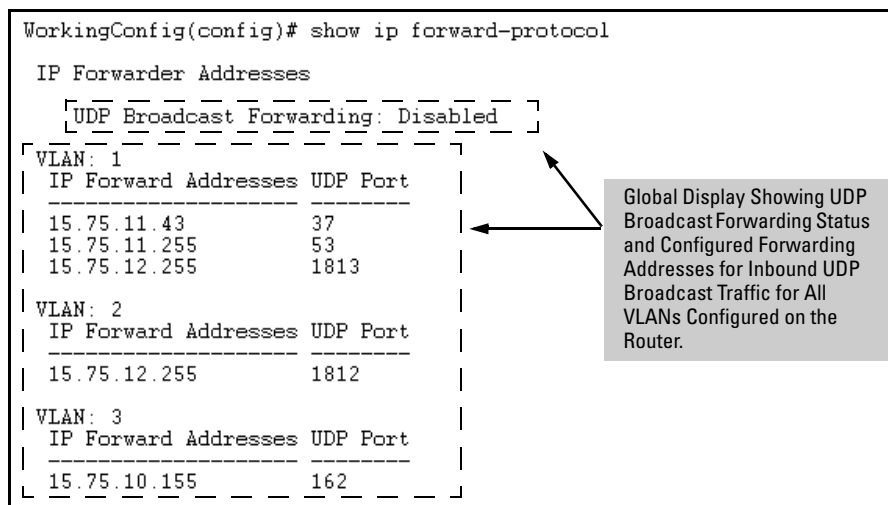 WorkingConfig(config)# show ip forward-protocol
IP Forwarder Addresses
UDP Broadcast Forwarding: Disabled
VLAN: 1
IP Forward Addresses UDP Port
-------------------- --------
15.75.11.43 37
15.75.11.255 53
15.75.12.255 1813
VLAN: 2
IP Forward Addresses UDP Port
-------------------- --------
15.75.12.255 1812
VLAN: 3
IP Forward Addresses UDP Port
-------------------- --------
15.75.10.155 162
Global Display Showing UDP
Broadcast Forwarding Status
and Configured Forwarding
Addresses for Inbound UDP
Broadcast Traffic for All
VLANs Configured on the
Router.